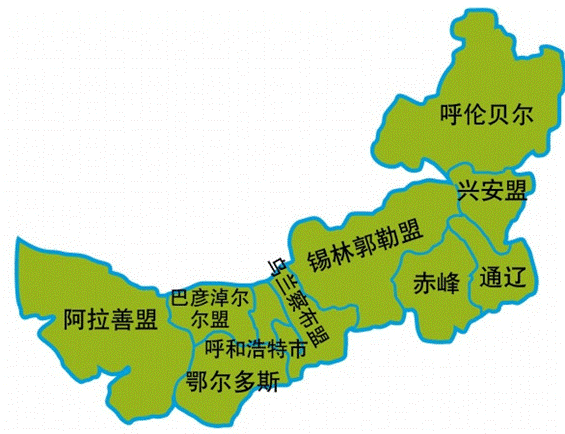 呼伦贝尔
兴安盟
锡林郭勒盟
赤峰
通辽
乌兰察布盟
巴彦淖尔
尔盟
阿拉善盟
呼和浩特市
鄂尔多斯